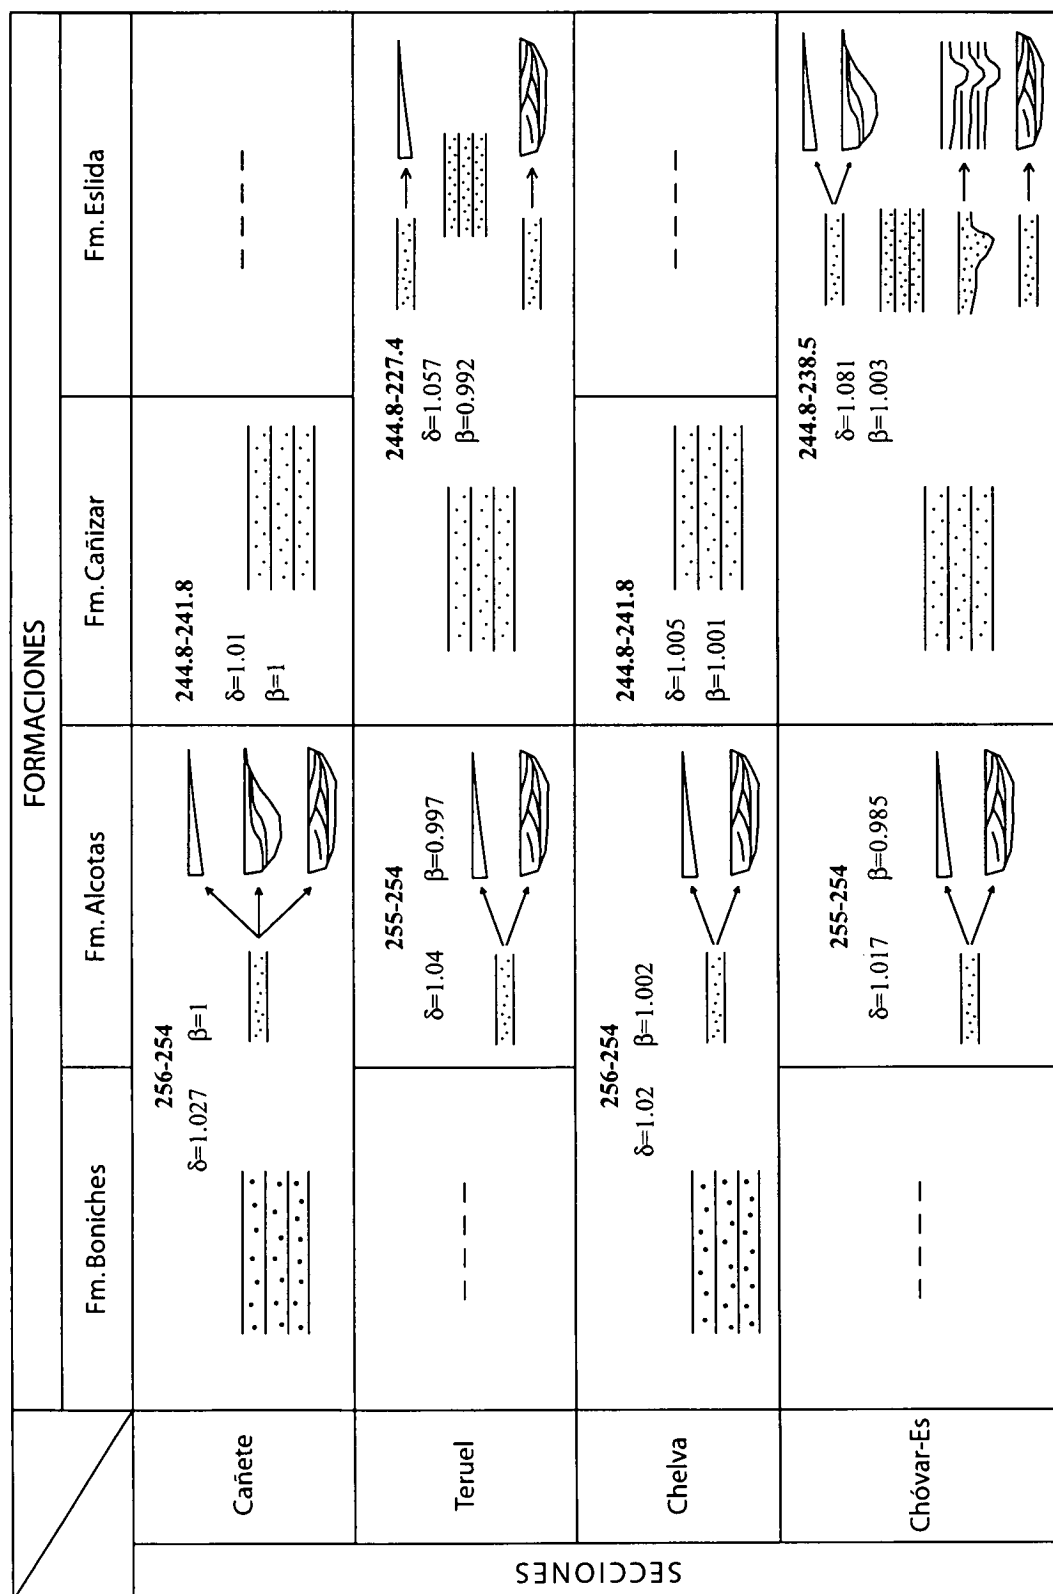 FORMACIONES
Fm. Boniches
Fm. Alcotas
Fm. Cañizar
Fm. Eslida
SECCIONES
Cañete
256-254
δ=1.027 β=1
244.8-241.8
δ=1.01
β=1
Teruel
255-254
δ=1.04 β=0.997
244.8-227.4
δ=1.057
β=0.992
Chelva
256-254
δ=1.02 β=1.002
244.8-241.8
δ=1.005
β=1.001
Chóvar-Es
255-254
δ=1.017 β=0.985
244.8-238.5
δ=1.081
β=1.003